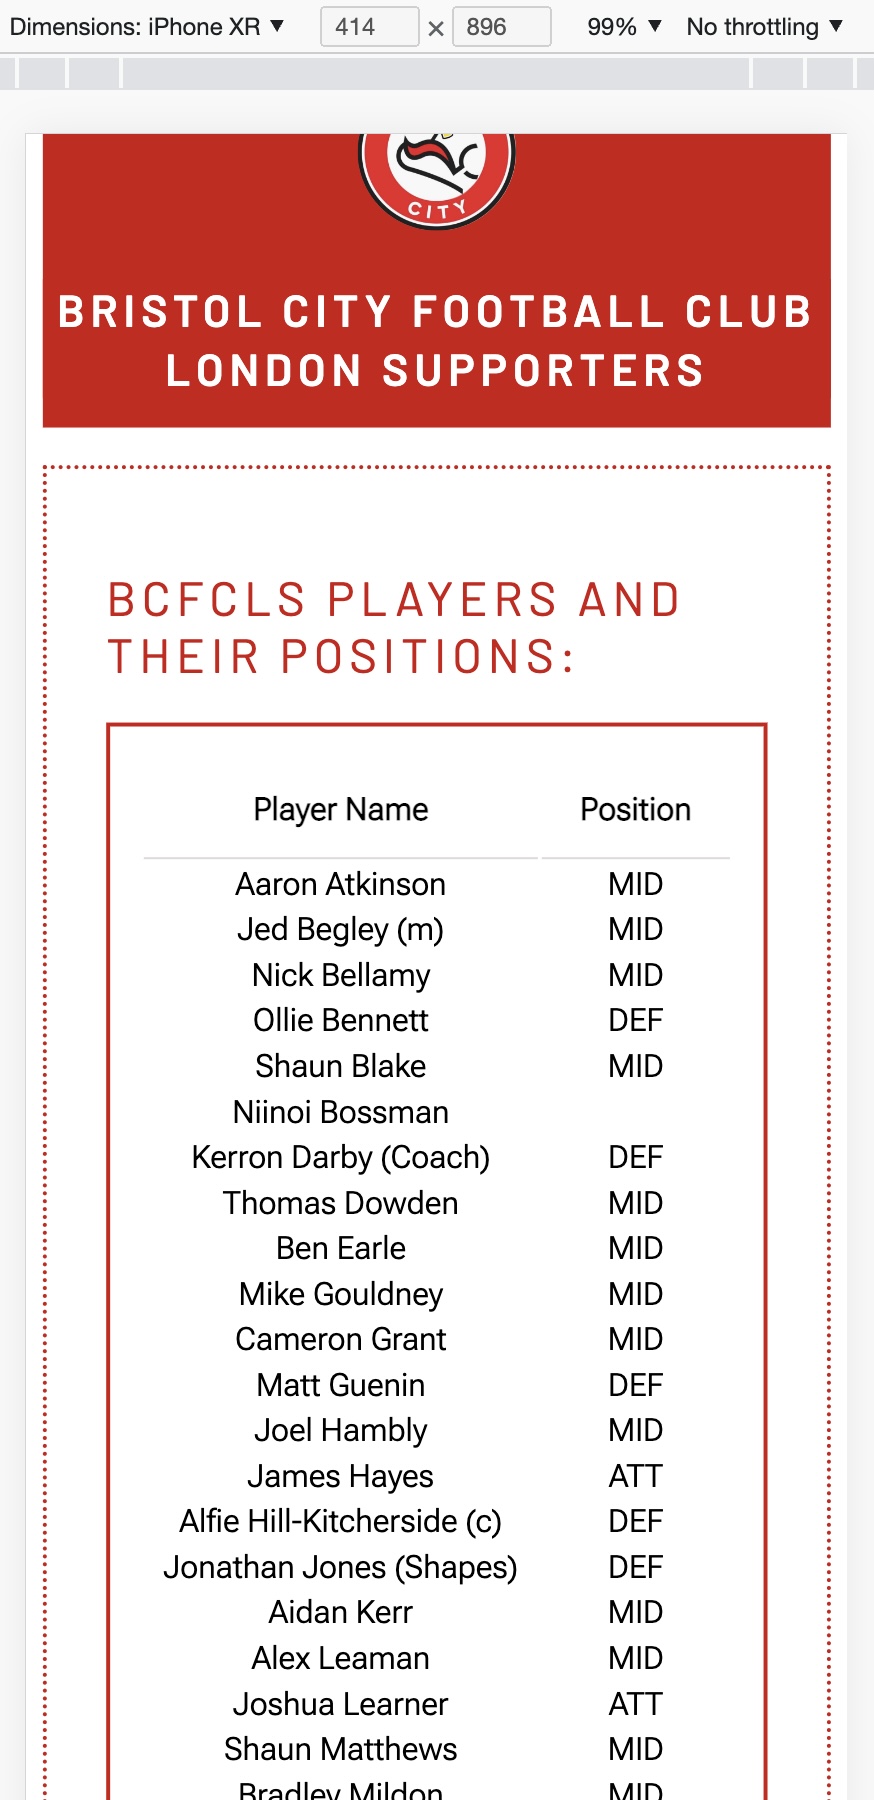 Dimensions: iPhone XR ▼ 414 × 896 99% ▼ No throttling ▼
CITY
BRISTOL CITY FOOTBALL CLUB
LONDON SUPPORTERS
BCFCLS PLAYERS AND
THEIR POSITIONS:
Player Name Position
Aaron Atkinson MID
Jed Begley (m) MID
Nick Bellamy MID
Ollie Bennett DEF
Shaun Blake MID
Niinoi Bossman
Kerron Darby (Coach) DEF
Thomas Dowden MID
Ben Earle MID
Mike Gouldney MID
Cameron Grant MID
Matt Guenin DEF
Joel Hambly MID
James Hayes ATT
Alfie Hill-Kitcherside (c) DEF
Jonathan Jones (Shapes) DEF
Aidan Kerr MID
Alex Leaman MID
Joshua Learner ATT
Shaun Matthews MID
Bradley Mildon MID